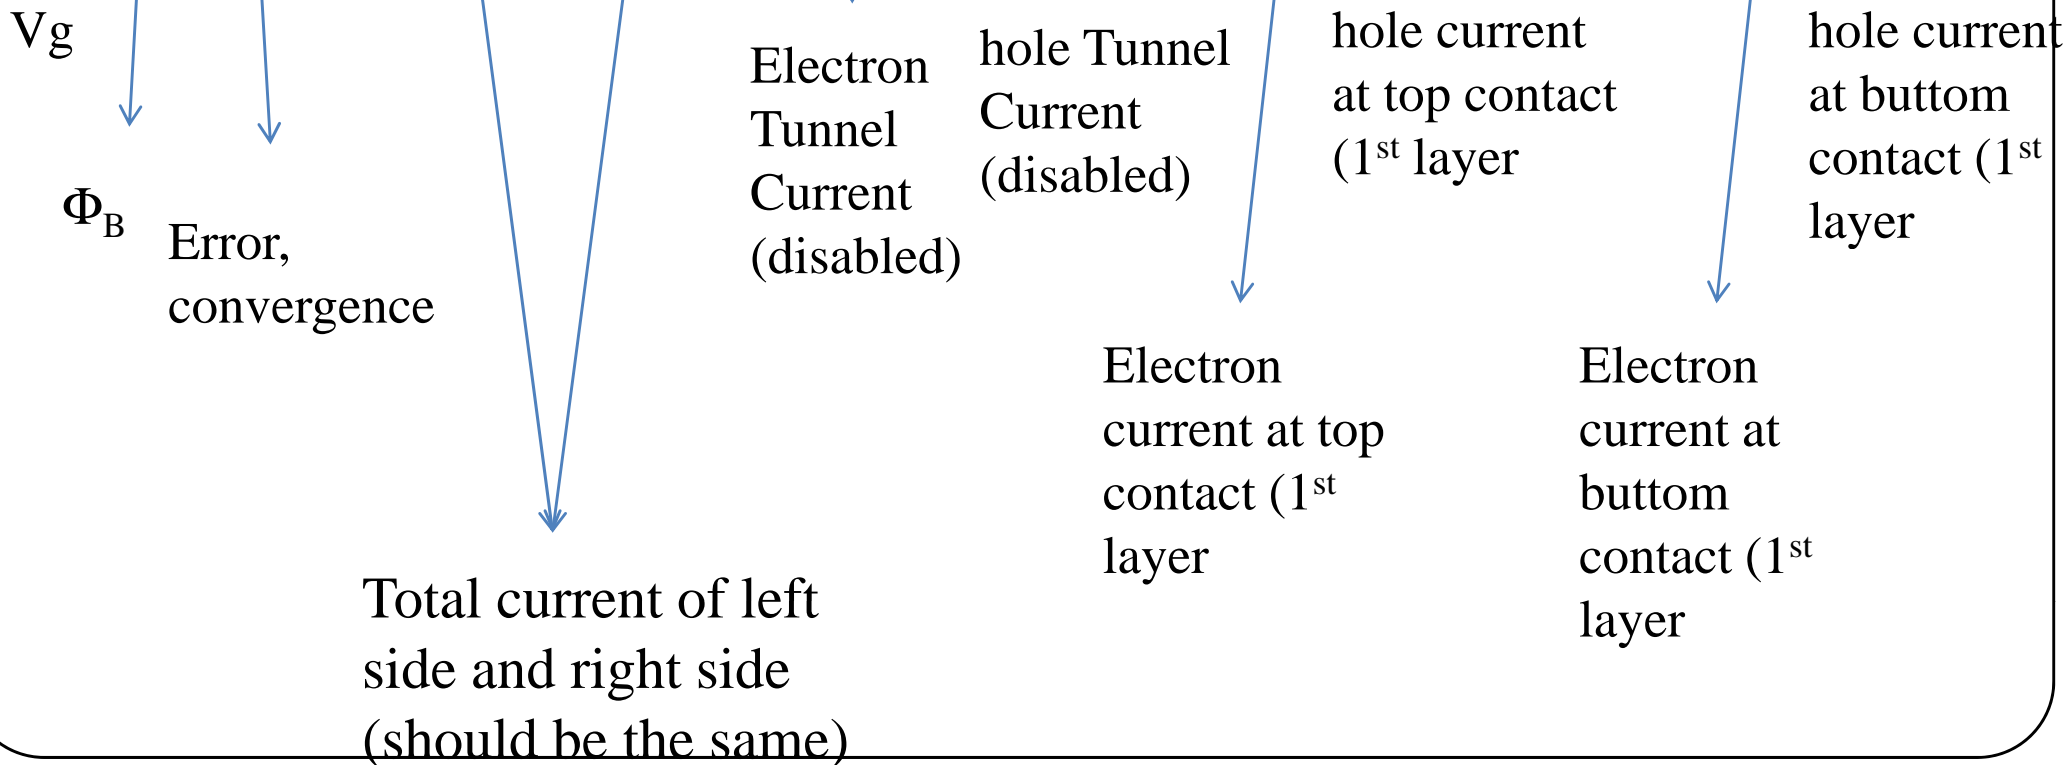 Vg
ΦB
Error,
convergence
Total current of left
side and right side
(should be the same)
Electron
Tunnel
Current
(disabled)
hole Tunnel
Current
(disabled)
Electron
current at top
contact (1st
layer
hole current
at top contact
(1st layer
Electron
current at
buttom
contact (1st
layer
hole current
at buttom
contact (1st
layer